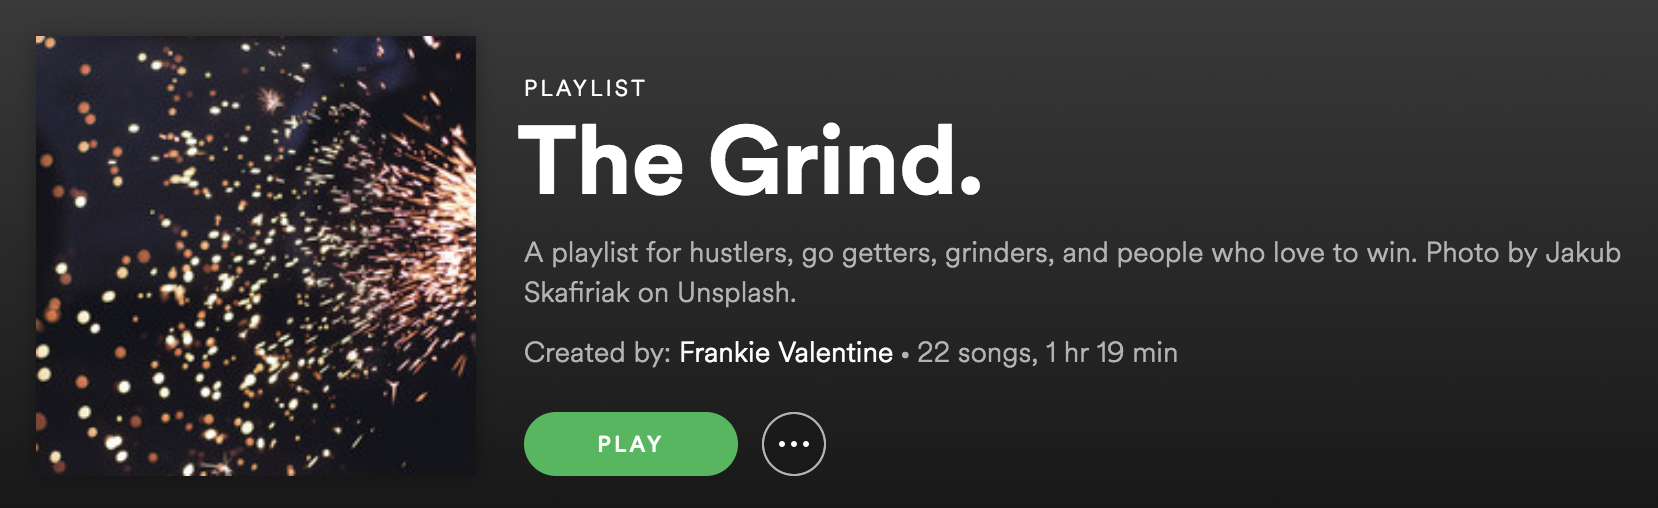 PLAYLIST
The Grind.
A playlist for hustlers, go getters, grinders, and people who love to win. Photo by Jakub
Skafiriak on Unsplash.
Created by: Frankie Valentine • 22 songs, 1 hr 19 min
PLAY